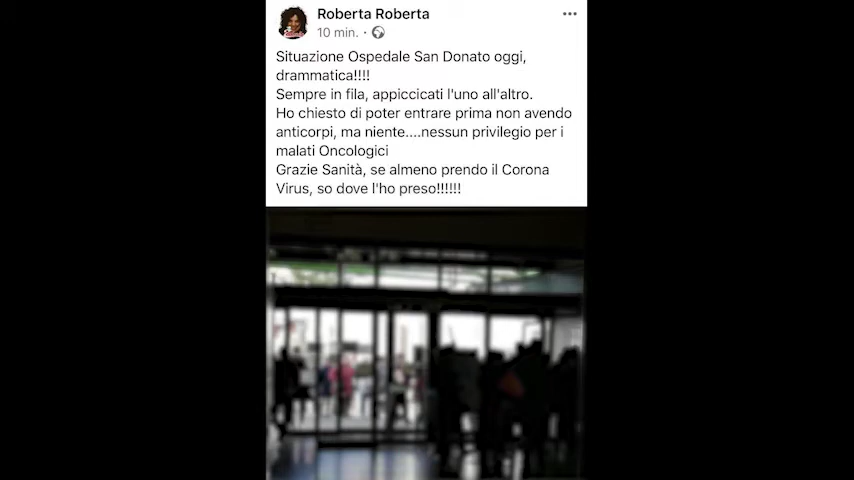 Roberta Roberta
10 min. ·
Situazione Ospedale San Donato oggi,
drammatica!!!!
Sempre in fila, appiccicati l'uno all'altro.
Ho chiesto di poter entrare prima non avendo
anticorpi, ma niente....nessun privilegio per i
malati Oncologici
Grazie Sanità, se almeno prendo il Corona
Virus, so dove l'ho preso!!!!!!